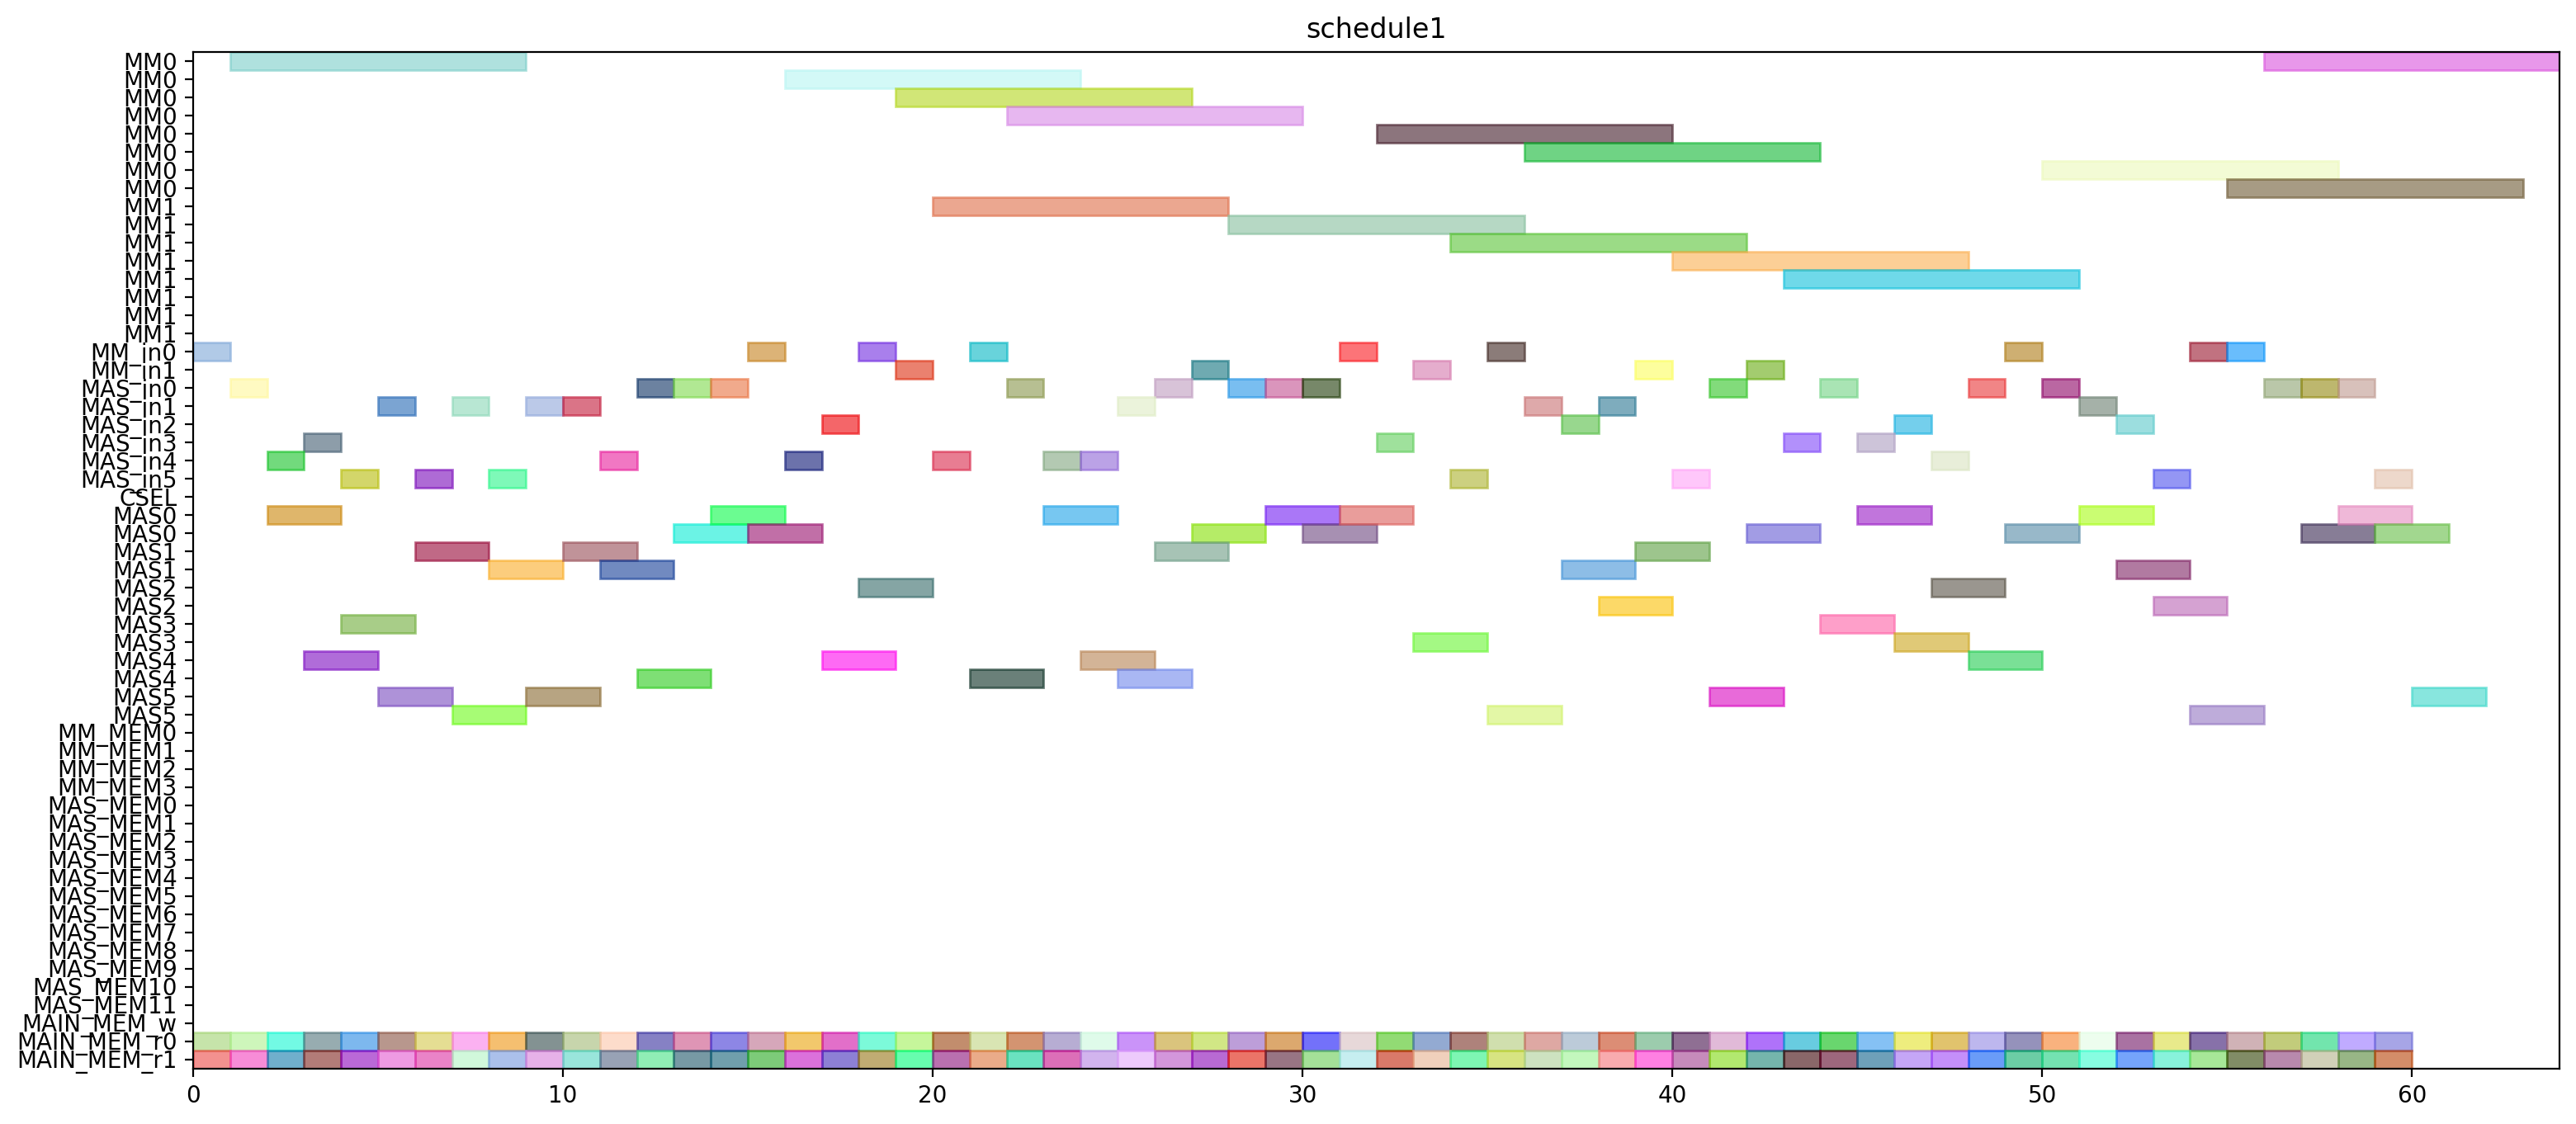 schedule1
MM0
MM0
MM0
MM0
MM0
MM0
MM0
MM0
MM1
MM1
MM1
MM1
MM1
MM1
MM1
MM1
MM_in0
MM_in1
MAS_in0
MAS_in1
MAS_in2
MAS_in3
MAS_in4
MAS_in5
CSEL
MAS0
MAS0
MAS1
MAS1
MAS2
MAS2
MAS3
MAS3
MAS4
MAS4
MAS5
MAS5
MM_MEM0
MM_MEM1
MM_MEM2
MM_MEM3
MAS_MEM0
MAS_MEM1
MAS_MEM2
MAS_MEM3
MAS_MEM4
MAS_MEM5
MAS_MEM6
MAS_MEM7
MAS_MEM8
MAS_MEM9
MAS_MEM10
MAS_MEM11
MAIN_MEM_w
MAIN_MEM_r0
MAIN_MEM_r1
0 10 20 30 40 50 60